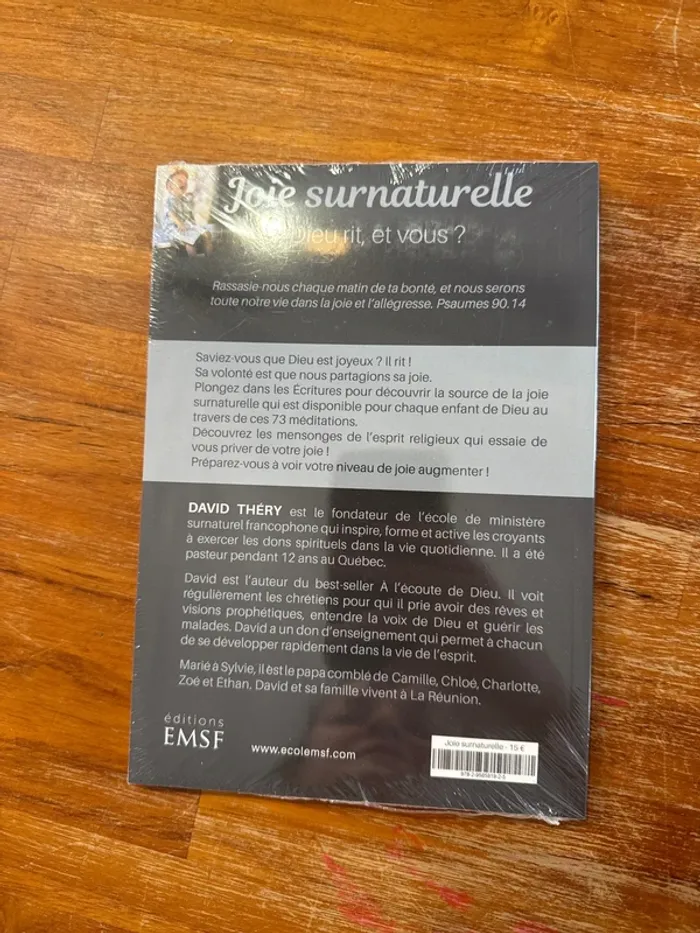 Joie surnaturelle
Dieu rit, et vous ?
Rassasie-nous chaque matin de ta bonté, et nous serons
toute notre vie dans la joie et l'allégresse. Psaumes 90.14
Saviez-vous que Dieu est joyeux ? Il rit !
Sa volonté est que nous partagions sa joie.
Plongez dans les Écritures pour découvrir la source de la joie
surnaturelle qui est disponible pour chaque enfant de Dieu au
travers de ces 73 méditations.
Découvrez les mensonges de l'esprit religieux qui essaie de
vous priver de votre joie !
Préparez-vous à voir votre niveau de joie augmenter !
DAVID THÉRY est le fondateur de l'école de ministère
surnaturel francophone qui inspire, forme et active les croyants
à exercer les dons spirituels dans la vie quotidienne. Il a été
pasteur pendant 12 ans au Québec.
David est l'auteur du best-seller À l'écoute de Dieu. Il voit
régulièrement les chrétiens pour qui il prie avoir des rêves et
visions prophétiques, entendre la voix de Dieu et guérir les
malades. David a un don d'enseignement qui permet à chacun
de se développer rapidement dans la vie de l'esprit.
Marié à Sylvie, il est le papa comblé de Camille, Chloé, Charlotte,
Zoé et Ethan, David et sa famille vivent à La Réunion.
éditions
EMSF
www.ecolemsf.com
Joie surnaturelle - 15 €